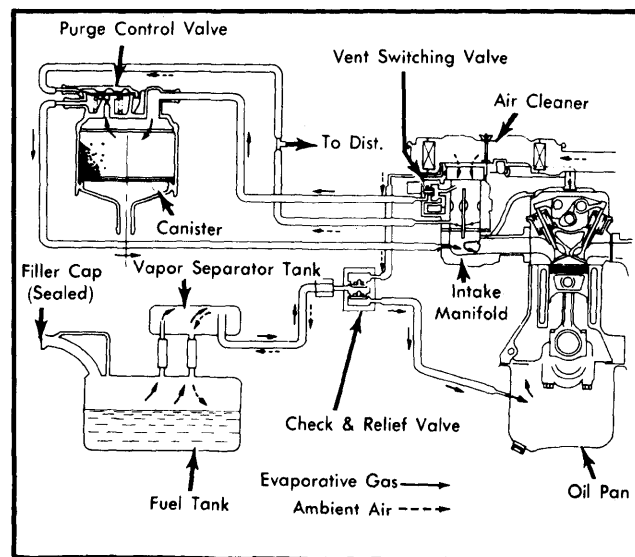 Purge Control Valve
Vent Switching Valve
Air Cleaner
To Dist.
Canister
Filler Cap
(Sealed)
Vapor Separator Tank
Intake
Manifold
Check & Relief Valve
Fuel Tank
Evaporative Gas
Ambient Air
Oil Pan